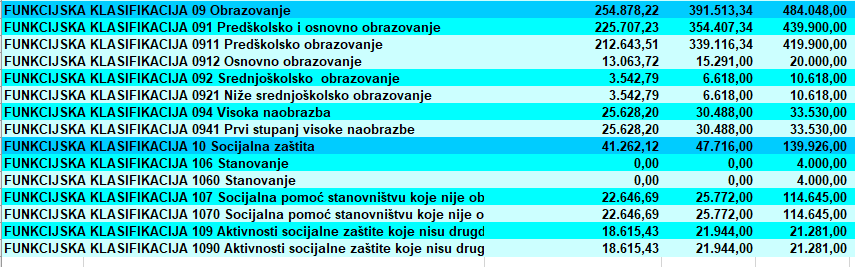 FUNKCIJSKA KLASIFIKACIJA 09 Obrazovanje 254.878,22 391.513,34 484.048,00
FUNKCIJSKA KLASIFIKACIJA 091 Predškolsko i osnovno obrazovanje 225.707,23 354.407,34 439.900,00
FUNKCIJSKA KLASIFIKACIJA 0911 Predškolsko obrazovanje 212.643,51 339.116,34 419.900,00
FUNKCIJSKA KLASIFIKACIJA 0912 Osnovno obrazovanje 13.063,72 15.291,00 20.000,00
FUNKCIJSKA KLASIFIKACIJA 092 Srednjoškolsko obrazovanje 3.542,79 6.618,00 10.618,00
FUNKCIJSKA KLASIFIKACIJA 0921 Niže srednjoškolsko obrazovanje 3.542,79 6.618,00 10.618,00
FUNKCIJSKA KLASIFIKACIJA 094 Visoka naobrazba 25.628,20 30.488,00 33.530,00
FUNKCIJSKA KLASIFIKACIJA 0941 Prvi stupanj visoke naobrazbe 25.628,20 30.488,00 33.530,00
FUNKCIJSKA KLASIFIKACIJA 10 Socijalna zaštita 41.262,12 47.716,00 139.926,00
FUNKCIJSKA KLASIFIKACIJA 106 Stanovanje 0,00 0,00 4.000,00
FUNKCIJSKA KLASIFIKACIJA 1060 Stanovanje 0,00 0,00 4.000,00
FUNKCIJSKA KLASIFIKACIJA 107 Socijalna pomoć stanovništvu koje nije ob 22.646,69 25.772,00 114.645,00
FUNKCIJSKA KLASIFIKACIJA 1070 Socijalna pomoć stanovništvu koje nije o 22.646,69 25.772,00 114.645,00
FUNKCIJSKA KLASIFIKACIJA 109 Aktivnosti socijalne zaštite koje nisu drugd 18.615,43 21.944,00 21.281,00
FUNKCIJSKA KLASIFIKACIJA 1090 Aktivnosti socijalne zaštite koje nisu drug 18.615,43 21.944,00 21.281,00